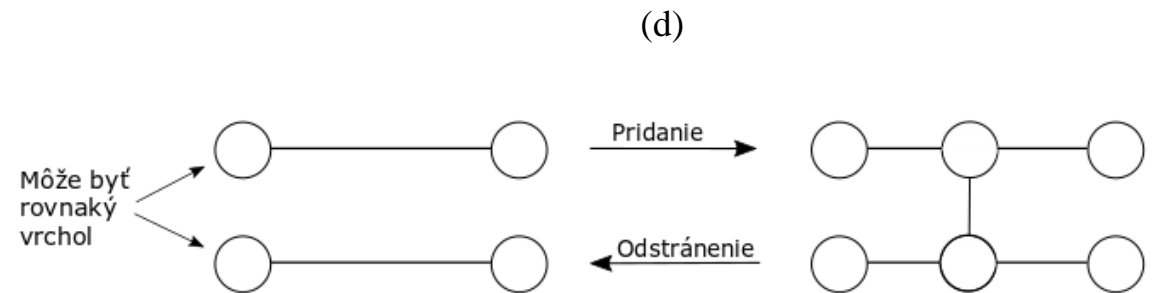 (d)
Pridanie
Môže byť
rovnaký
vrchol
Odstránenie